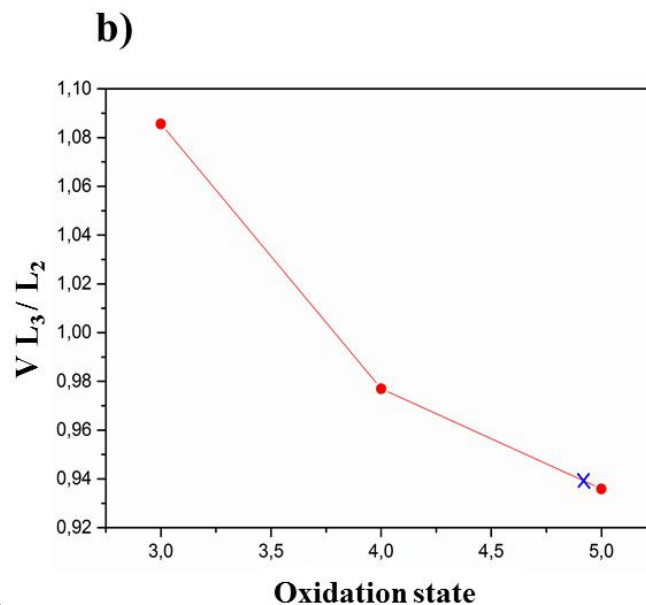 b)
1,10
1,08
1,06
1,04
1,02
1,00
0,98
0,96
0,94
0,92
V L₃ / L₂
3,0 3,5 4,0 4,5 5,0
Oxidation state